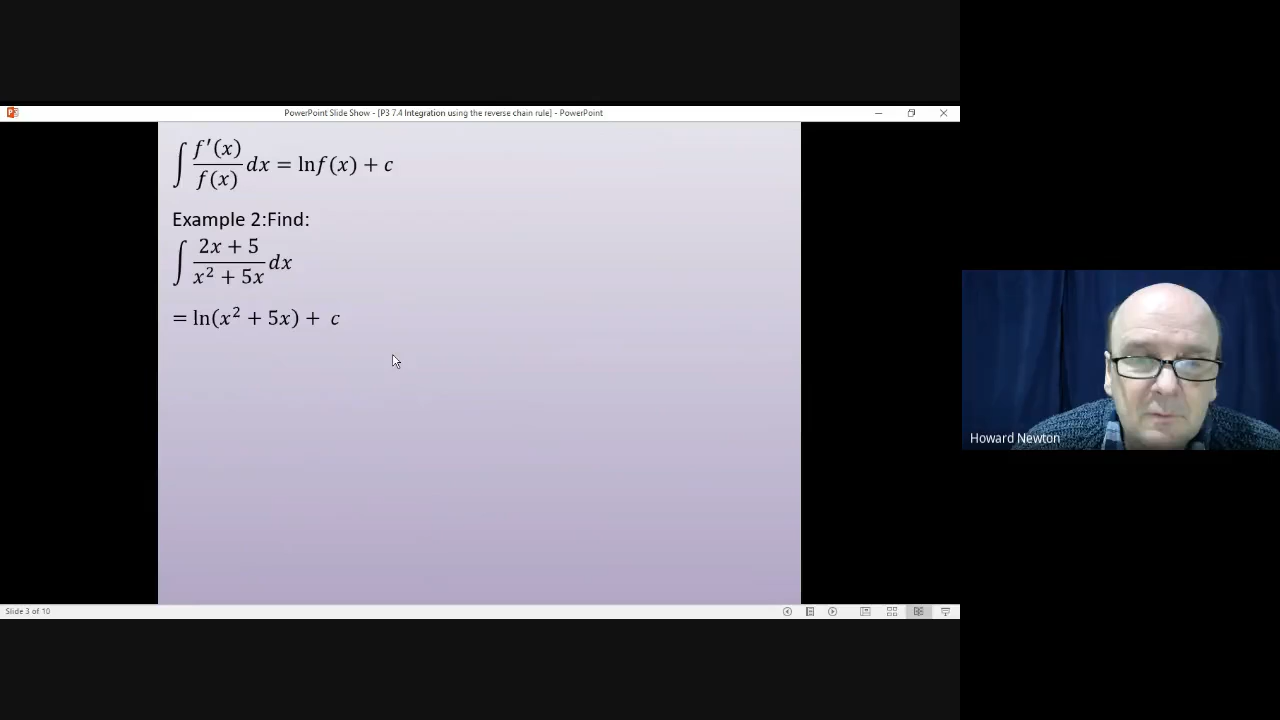 PowerPoint Slide Show - [P3 7.4 Integration using the reverse chain rule] - PowerPoint
∫ f′(x)/f(x) dx = lnf(x) + c
Example 2:Find:
∫ (2x + 5)/(x² + 5x) dx
= ln(x² + 5x) + c
Howard Newton
Slide 3 of 10